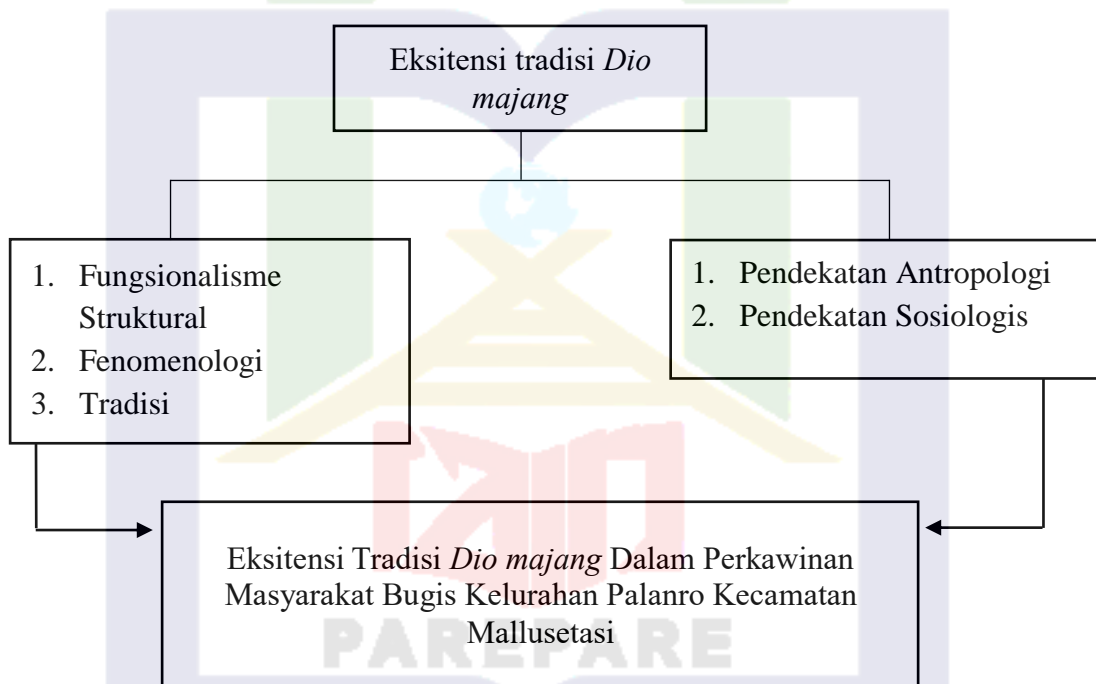 Eksitensi tradisi Dio
majang
1. Fungsionalisme
Struktural
2. Fenomenologi
3. Tradisi
1. Pendekatan Antropologi
2. Pendekatan Sosiologis
Eksitensi Tradisi Dio majang Dalam Perkawinan
Masyarakat Bugis Kelurahan Palanro Kecamatan
Mallusetasi
PAREPARE